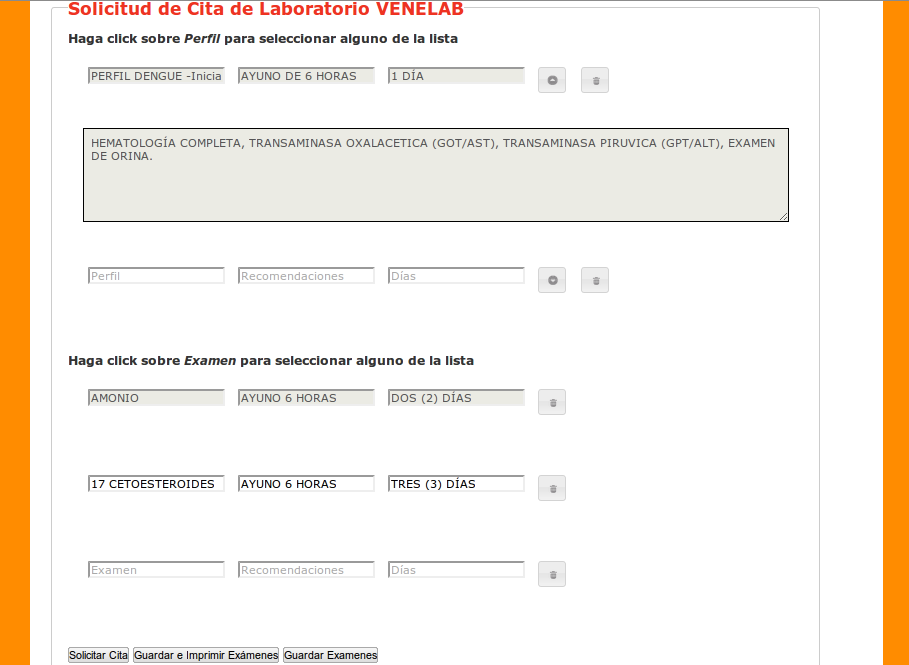 Solicitud de Cita de Laboratorio VENELAB
Haga click sobre Perfil para seleccionar alguno de la lista
PERFIL DENGUE -Inicia AYUNO DE 6 HORAS 1 DÍA
HEMATOLOGÍA COMPLETA, TRANSAMINASA OXALACETICA (GOT/AST), TRANSAMINASA PIRUVICA (GPT/ALT), EXAMEN
DE ORINA.
Perfil Recomendaciones Días
Haga click sobre Examen para seleccionar alguno de la lista
AMONIO AYUNO 6 HORAS DOS (2) DÍAS
17 CETOESTEROIDES AYUNO 6 HORAS TRES (3) DÍAS
Examen Recomendaciones Días
Solicitar Cita Guardar e Imprimir Exámenes Guardar Examenes